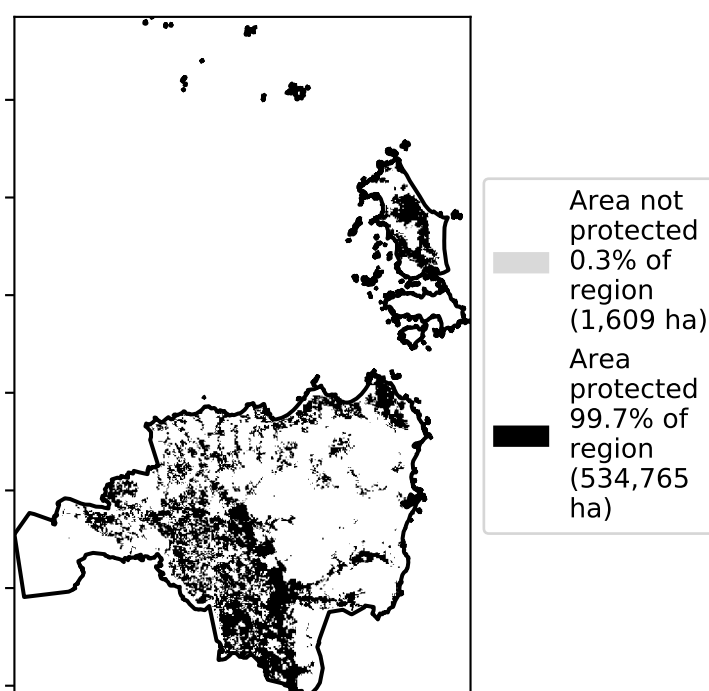 Area not
protected
0.3% of
region
(1,609 ha)
Area
protected
99.7% of
region
(534,765
ha)